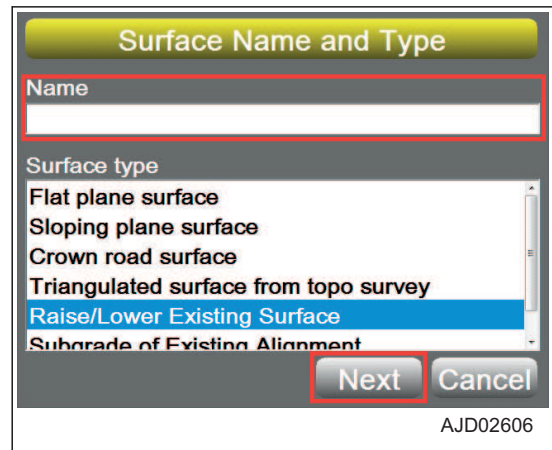 Surface Name and Type
Name
Surface type
Flat plane surface
Sloping plane surface
Crown road surface
Triangulated surface from topo survey
Raise/Lower Existing Surface
Subgrade of Existing Alignment
Next Cancel
AJD02606